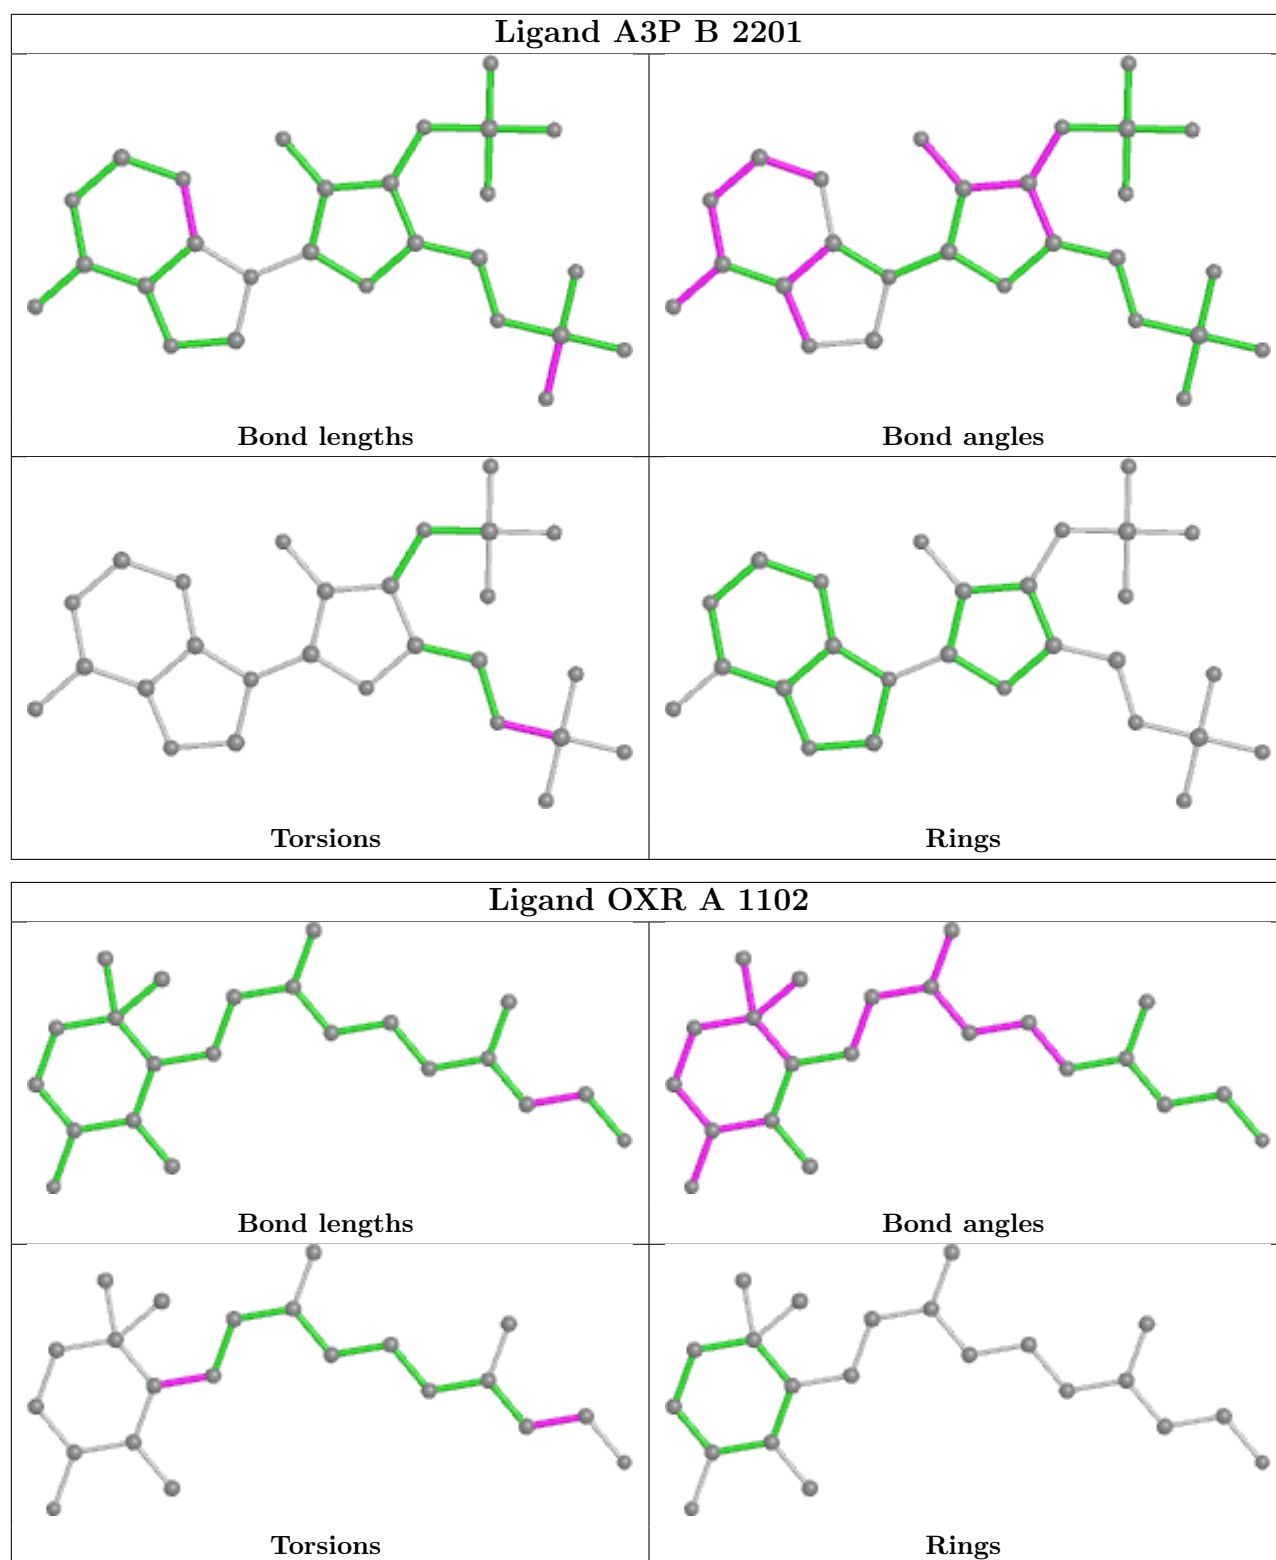 Ligand A3P B 2201
Bond lengths
Bond angles
Torsions
Rings
Ligand OXR A 1102
Bond lengths
Bond angles
Torsions
Rings